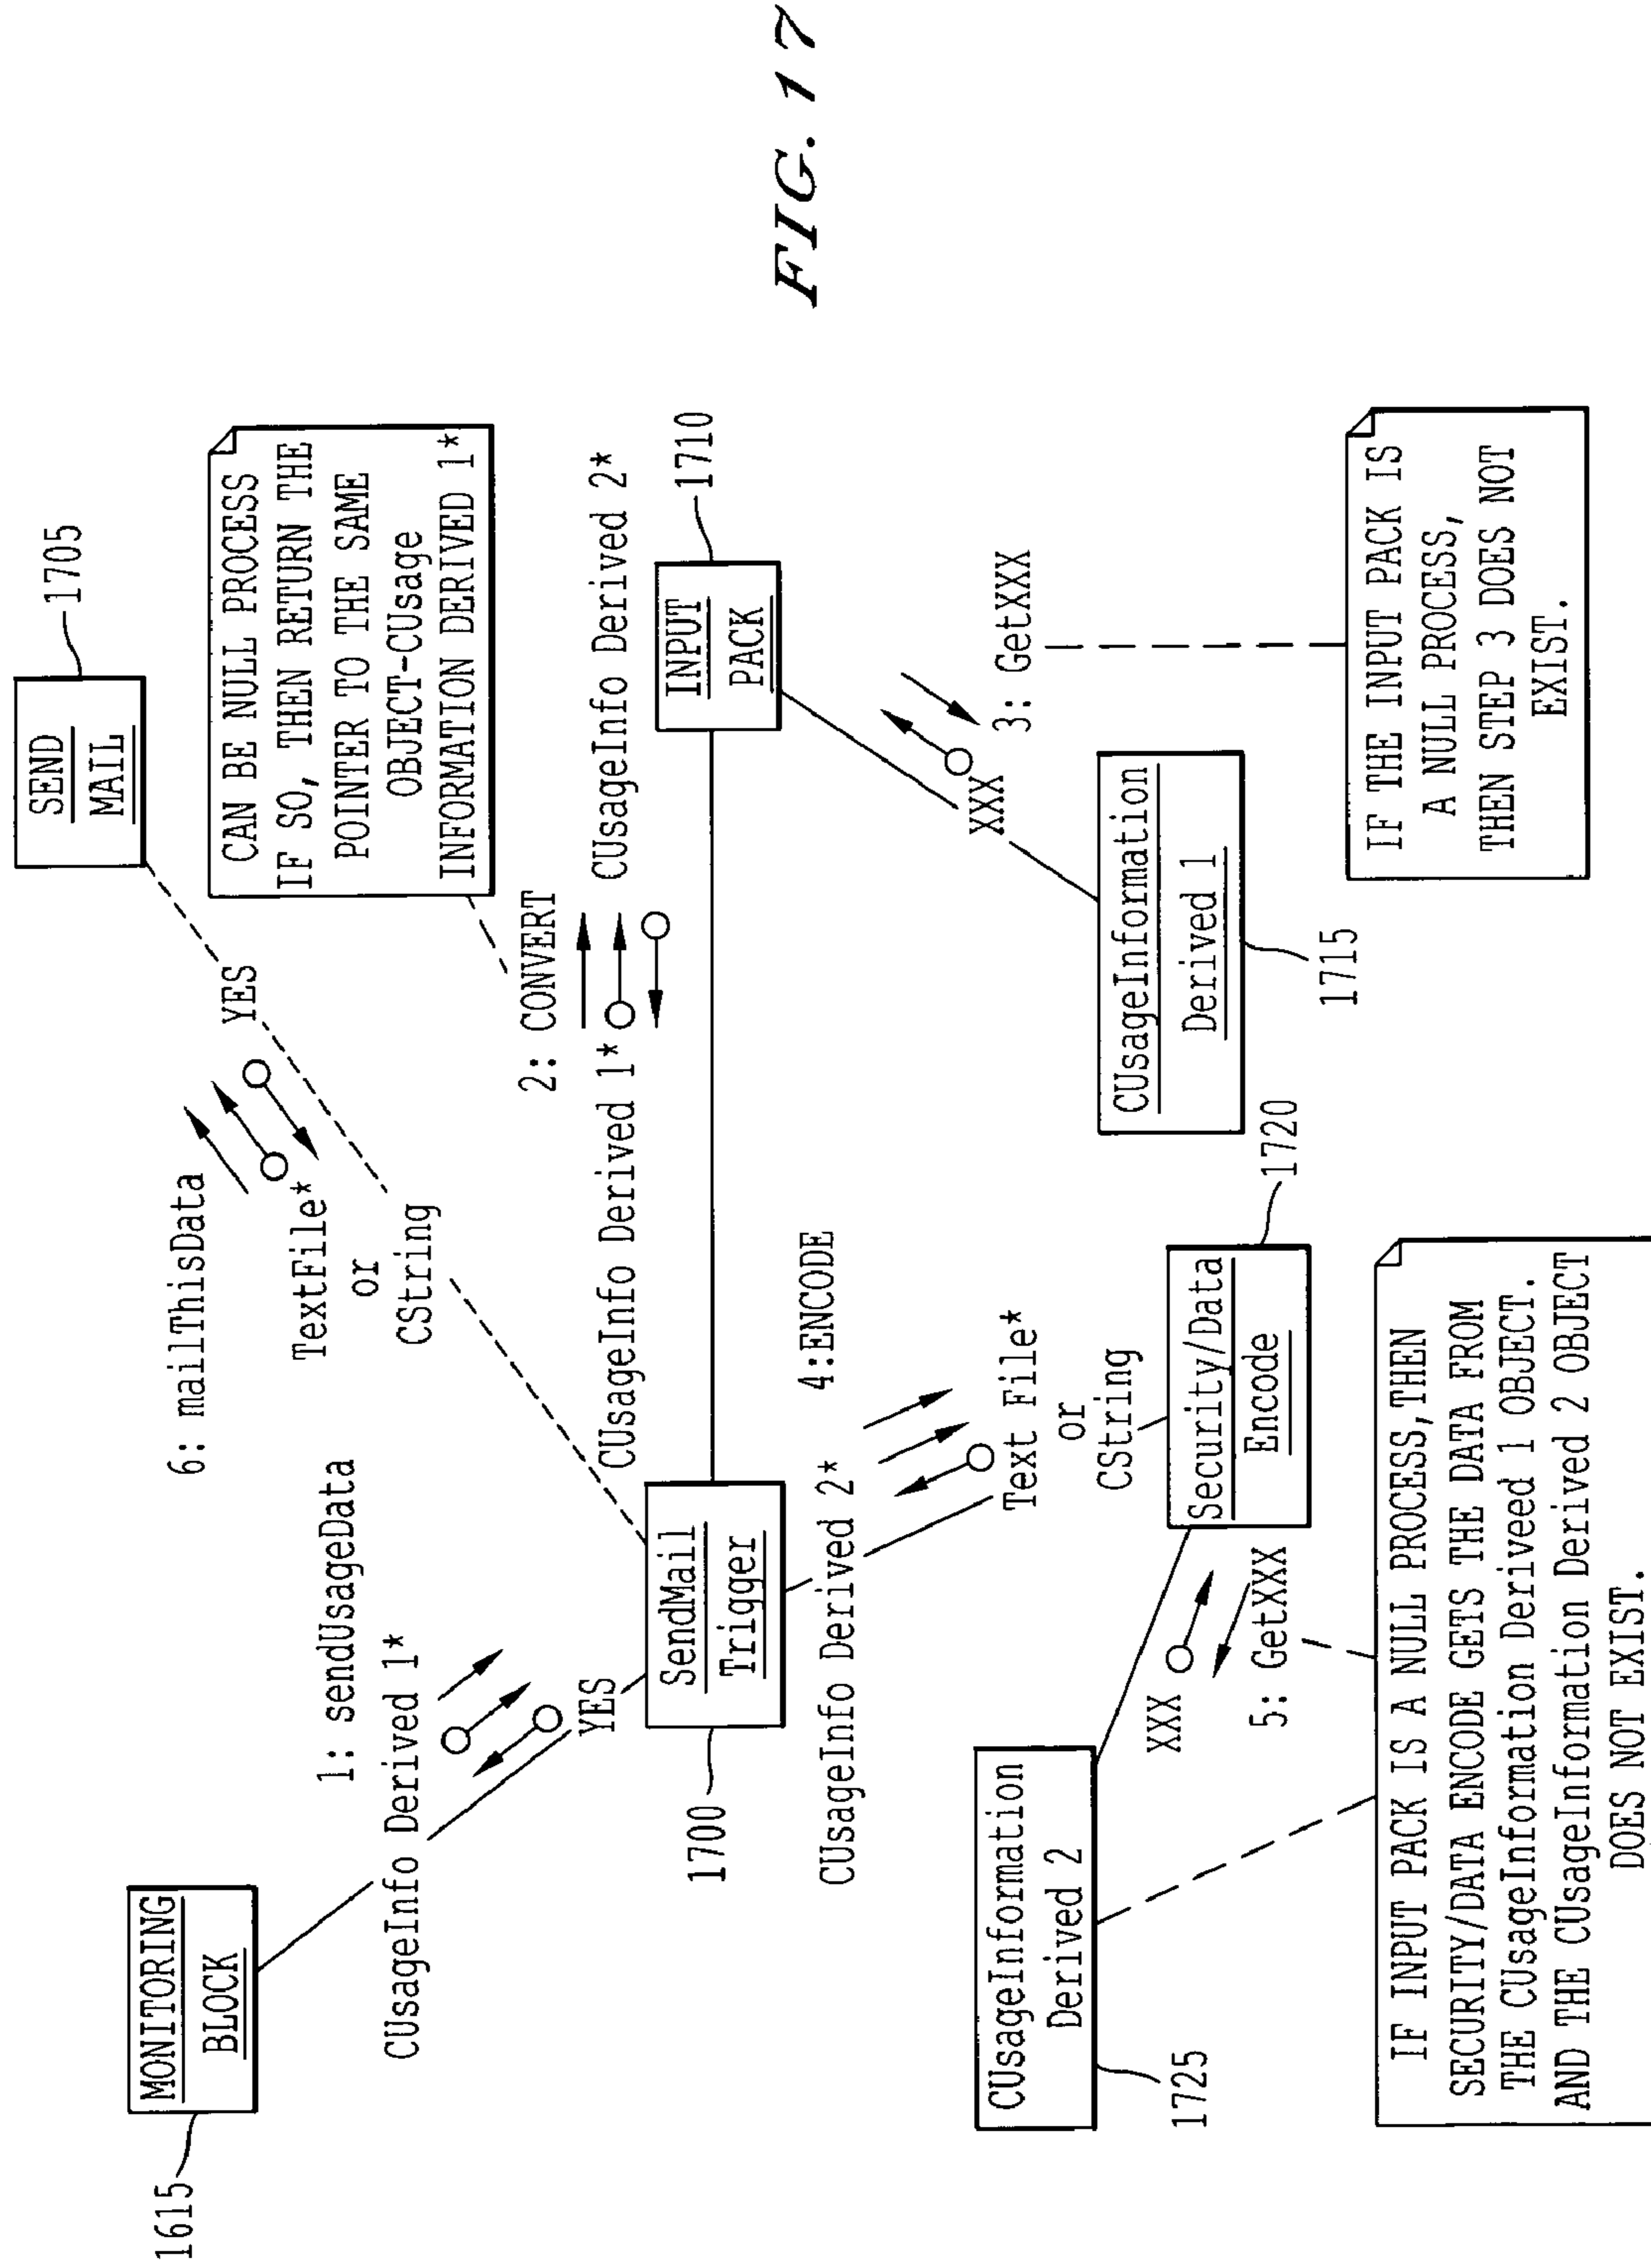 FIG. 17
1615
MONITORING
BLOCK
1: sendUsageData
CUsageInfo Derived 1*
YES
1700
SendMail
Trigger
6: mailThisData
TextFile*
or
CString
YES
SEND
MAIL
1705
CAN BE NULL PROCESS
IF SO, THEN RETURN THE
POINTER TO THE SAME
OBJECT-CUsage
INFORMATION DERIVED 1*
2: CONVERT
CUsageInfo Derived 1*
CUsageInfo Derived 2*
INPUT
PACK
1710
3: GetXXX
XXX
CUsageInformation
Derived 1
1715
IF THE INPUT PACK IS
A NULL PROCESS,
THEN STEP 3 DOES NOT
EXIST.
CUsageInfo Derived 2*
4:ENCODE
Text File*
or
CString
Security/Data
Encode
1720
CUsageInformation
Derived 2
1725
XXX
5: GetXXX
IF INPUT PACK IS A NULL PROCESS,THEN
SECURITY/DATA ENCODE GETS THE DATA FROM
THE CUsageInformation Deriveed 1 OBJECT.
AND THE CUsageInformation Derived 2 OBJECT
DOES NOT EXIST.